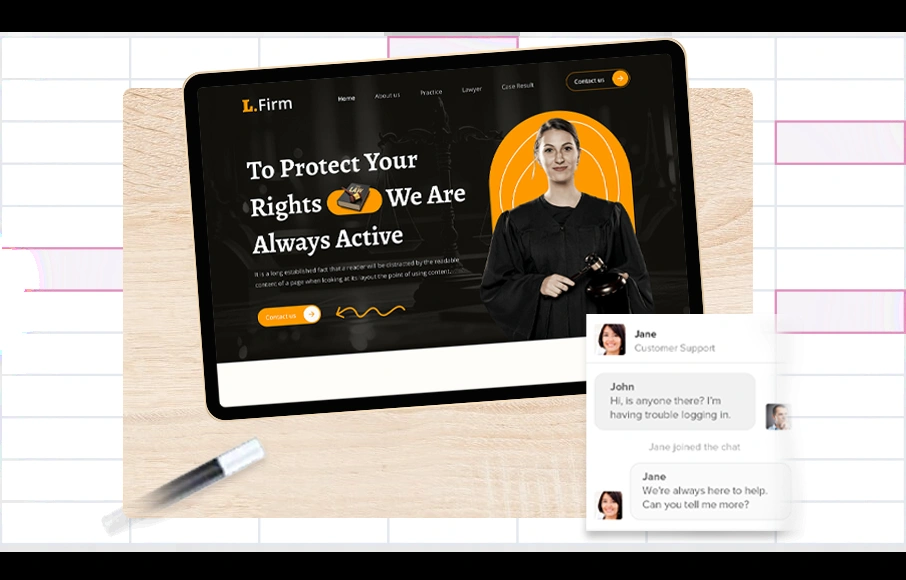 L.Firm
Home
About us
Practice
Lawyer
Case Result
Contact us
To Protect Your
Rights
LAW
We Are
Always Active
It is a long established fact that a reader will be distracted by the readable
content of a page when looking at its layout the point of using content.
Contact us
Jane
Customer Support
John
Hi, is anyone there? I'm
having trouble logging in.
Jane joined the chat
Jane
We're always here to help.
Can you tell me more?